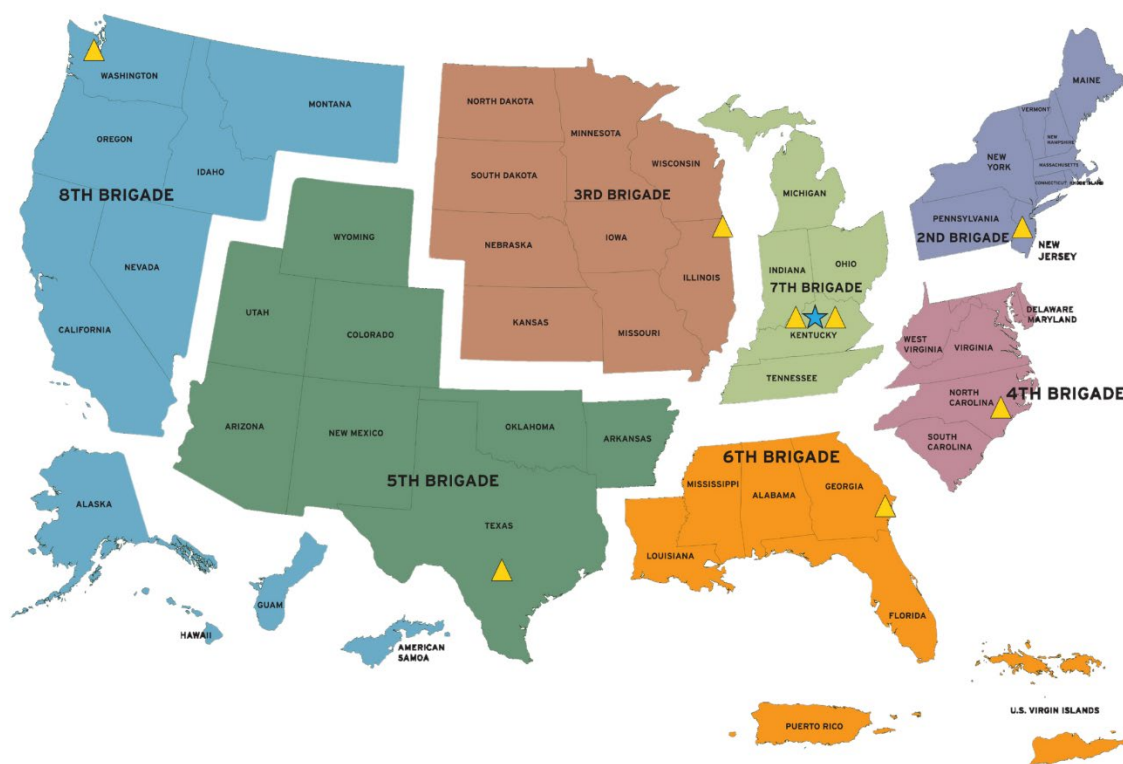 WASHINGTON
MONTANA
OREGON
IDAHO
8TH BRIGADE
NEVADA
CALIFORNIA
ALASKA
HAWAII
GUAM
AMERICAN
SAMOA
WYOMING
UTAH
COLORADO
ARIZONA
NEW MEXICO
OKLAHOMA
ARKANSAS
5TH BRIGADE
TEXAS
NORTH DAKOTA
MINNESOTA
WISCONSIN
SOUTH DAKOTA
3RD BRIGADE
NEBRASKA
IOWA
ILLINOIS
KANSAS
MISSOURI
MICHIGAN
INDIANA
OHIO
7TH BRIGADE
KENTUCKY
TENNESSEE
MAINE
VERMONT
NEW
HAMPSHIRE
NEW
YORK
MASSACHUSETTS
CONNECTICUT
RHODE ISLAND
PENNSYLVANIA
2ND BRIGADE
NEW
JERSEY
DELAWARE
MARYLAND
WEST
VIRGINIA
VIRGINIA
NORTH
CAROLINA
4TH BRIGADE
SOUTH
CAROLINA
6TH BRIGADE
MISSISSIPPI
ALABAMA
GEORGIA
LOUISIANA
FLORIDA
PUERTO RICO
U.S. VIRGIN ISLANDS